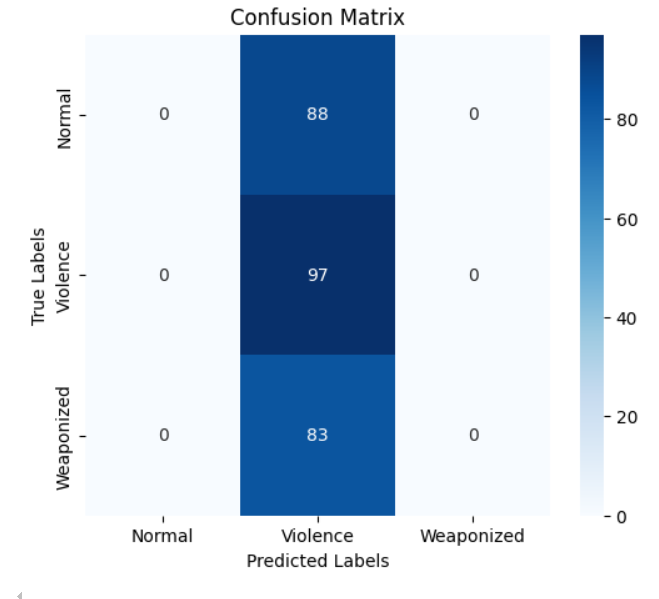 Confusion Matrix
Normal
0 88 0
80
60
True Labels
Violence
0 97 0
40
Weaponized
0 83 0
20
0
Normal Violence Weaponized
Predicted Labels